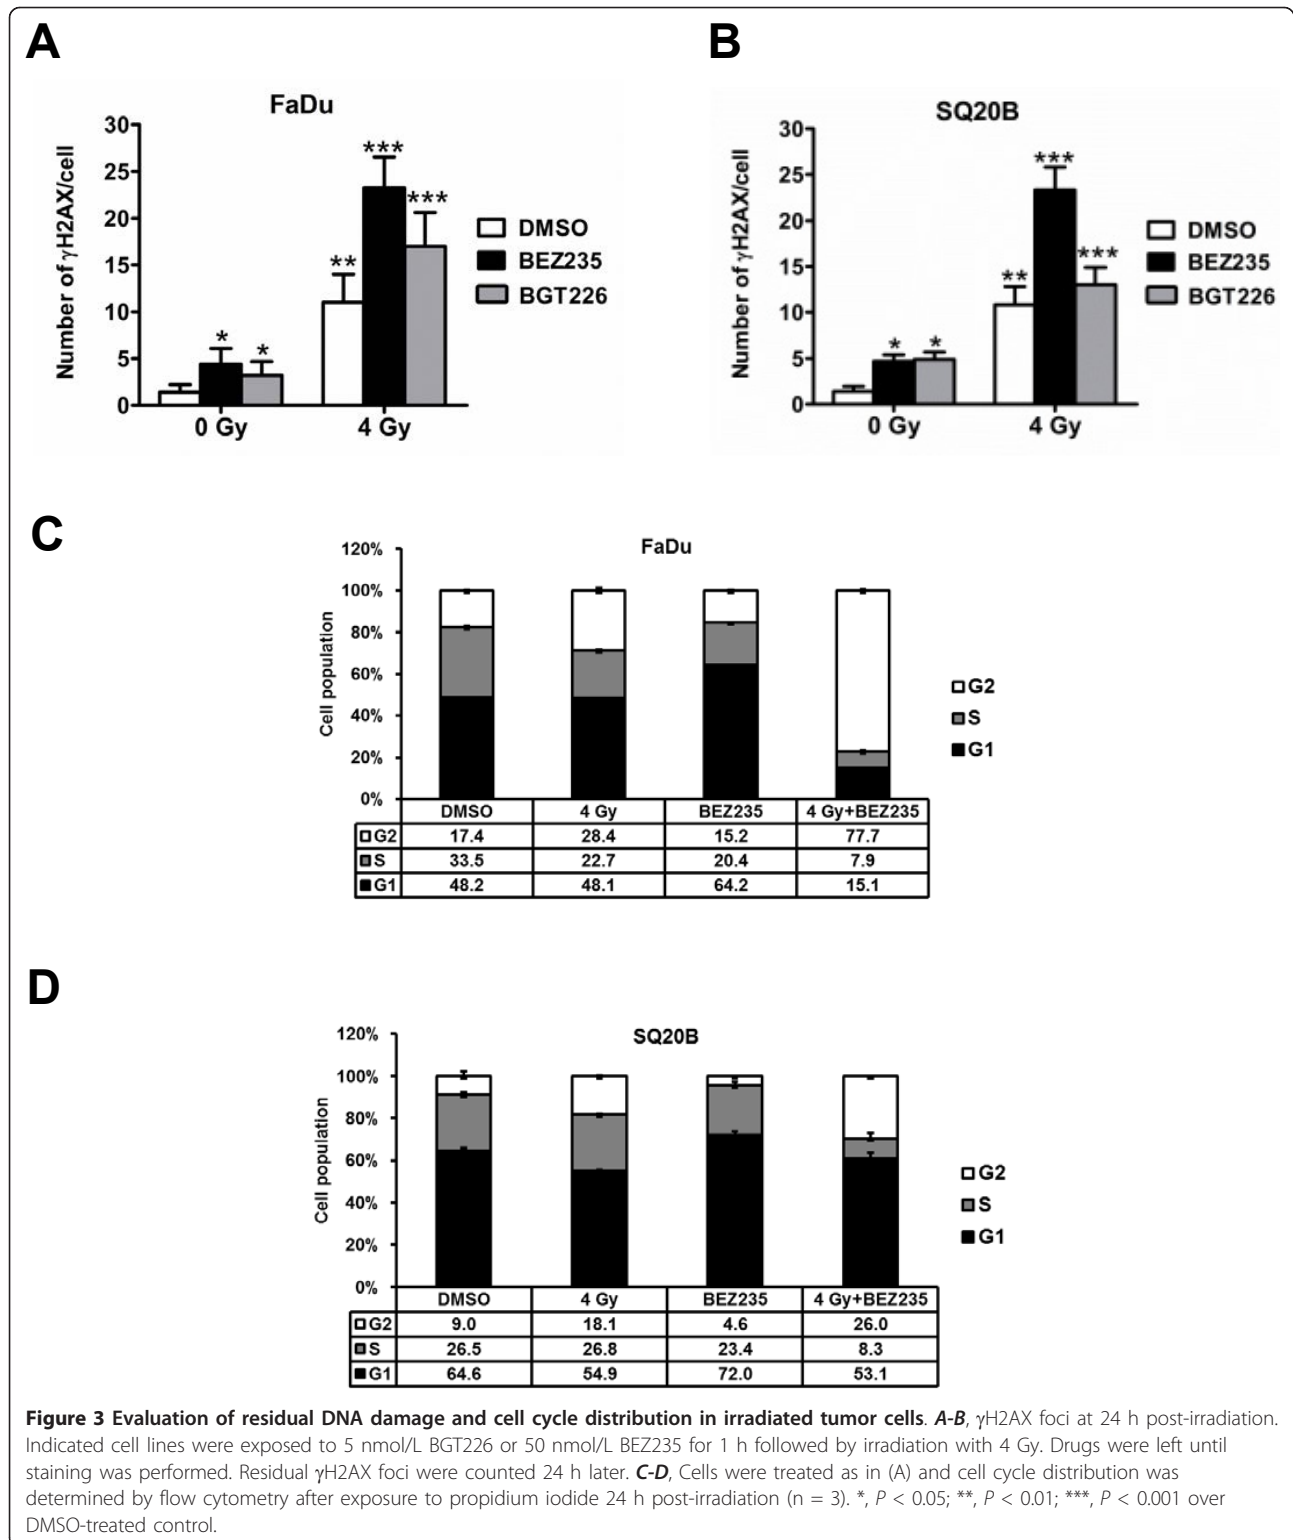 A
FaDu
Number of γH2AX/cell
30
25
20
15
10
5
0
*
*
**
***
***
0 Gy
4 Gy
DMSO
BEZ235
BGT226
B
SQ20B
Number of γH2AX/cell
30
25
20
15
10
5
0
*
*
**
***
***
0 Gy
4 Gy
DMSO
BEZ235
BGT226
C
FaDu
Cell population
120%
100%
80%
60%
40%
20%
0%
G2
S
G1
DMSO 4 Gy BEZ235 4 Gy+BEZ235
G2 17.4 28.4 15.2 77.7
S 33.5 22.7 20.4 7.9
G1 48.2 48.1 64.2 15.1
D
SQ20B
Cell population
120%
100%
80%
60%
40%
20%
0%
G2
S
G1
DMSO 4 Gy BEZ235 4 Gy+BEZ235
G2 9.0 18.1 4.6 26.0
S 26.5 26.8 23.4 8.3
G1 64.6 54.9 72.0 53.1
Figure 3 Evaluation of residual DNA damage and cell cycle distribution in irradiated tumor cells. A-B, γH2AX foci at 24 h post-irradiation.
Indicated cell lines were exposed to 5 nmol/L BGT226 or 50 nmol/L BEZ235 for 1 h followed by irradiation with 4 Gy. Drugs were left until
staining was performed. Residual γH2AX foci were counted 24 h later. C-D, Cells were treated as in (A) and cell cycle distribution was
determined by flow cytometry after exposure to propidium iodide 24 h post-irradiation (n = 3). *, P < 0.05; **, P < 0.01; ***, P < 0.001 over
DMSO-treated control.